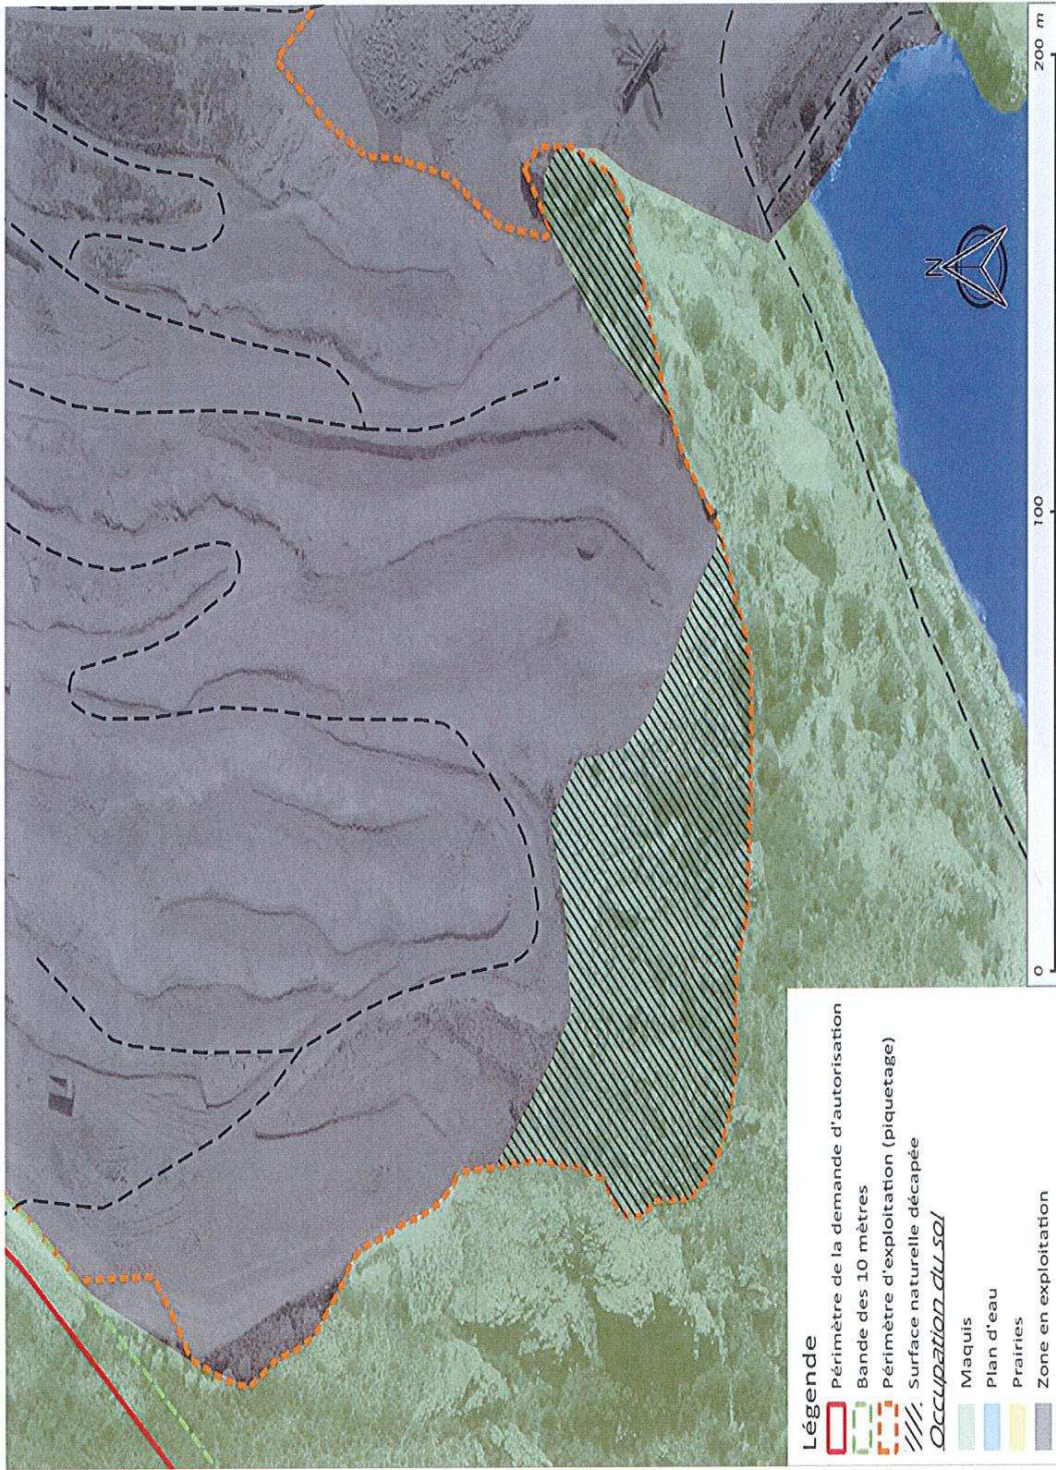 N
Légende
Périmètre de la demande d'autorisation
Bande des 10 mètres
Périmètre d'exploitation (piquetage)
Surface naturelle décapée
Occupation du sol
Maquis
Plan d'eau
Prairies
Zone en exploitation
0
100
200 m